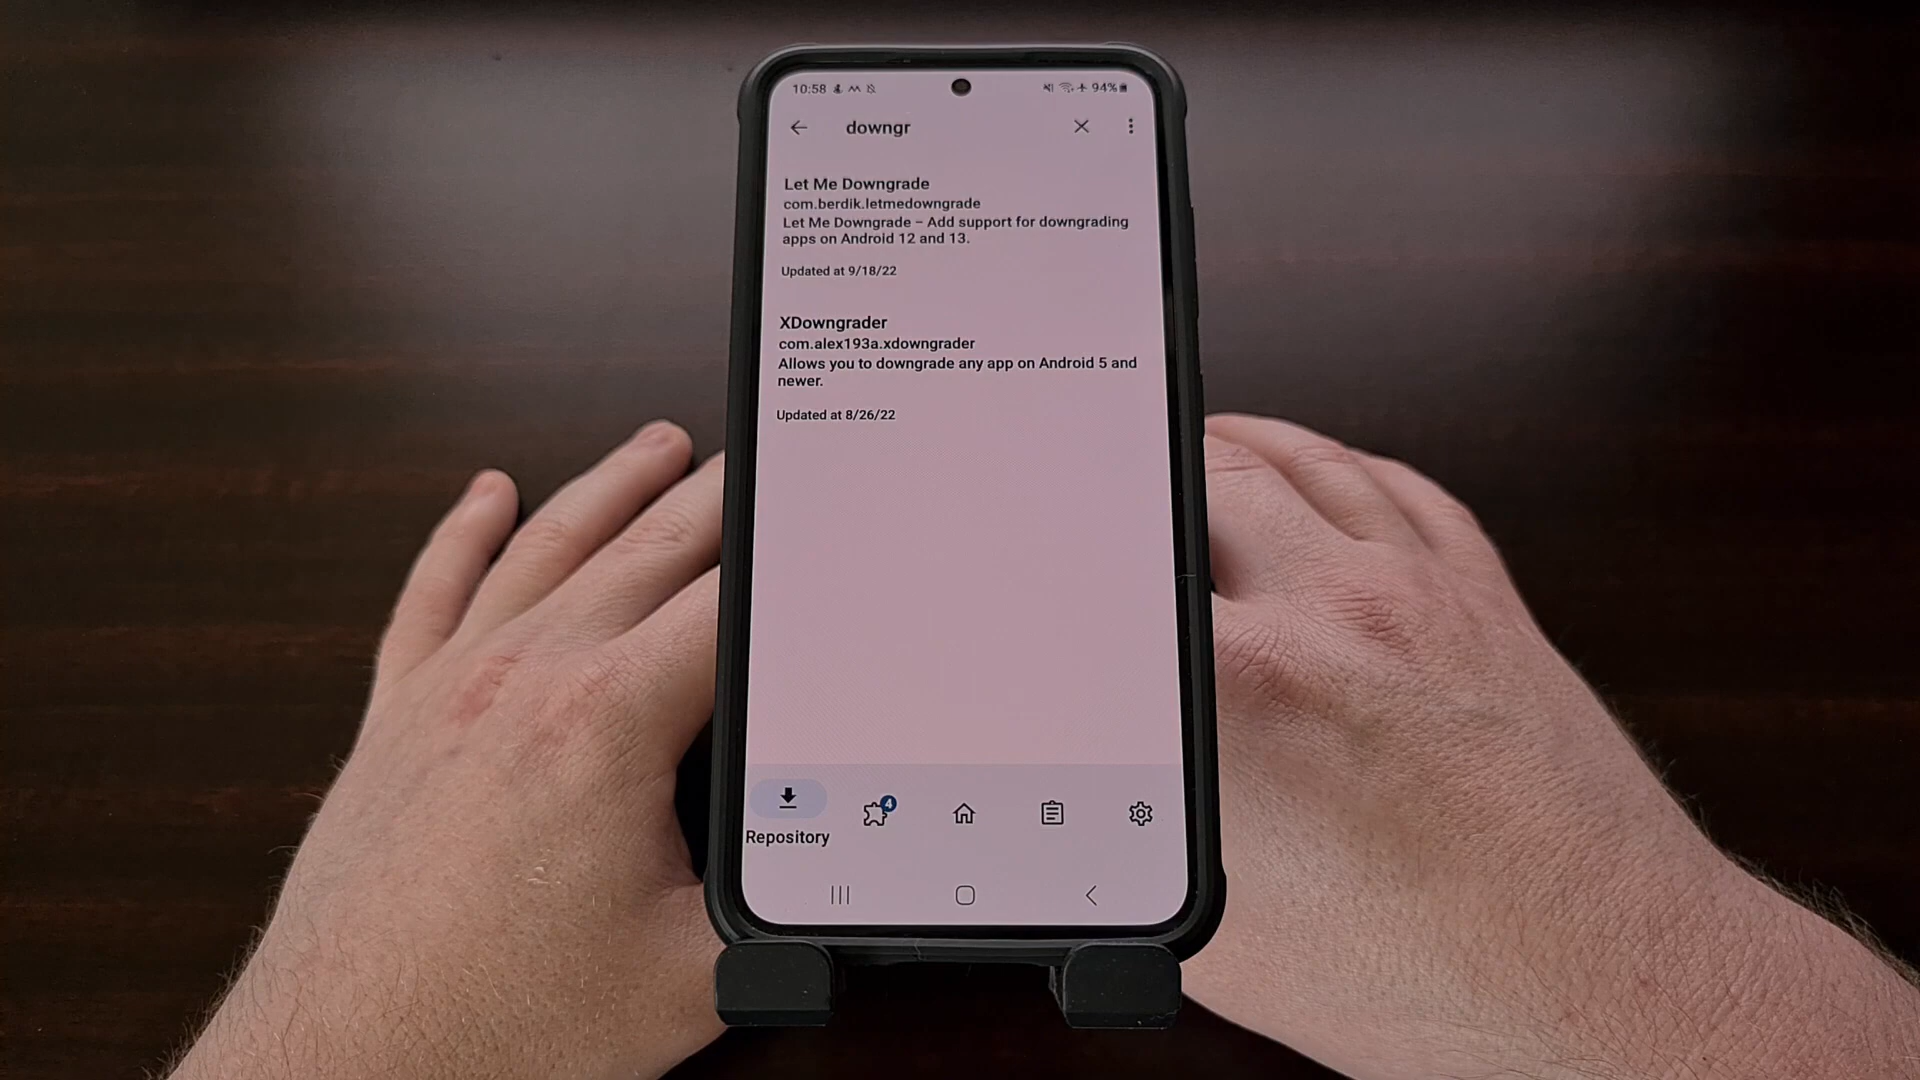 10:58 94%
downgr
Let Me Downgrade
com.berdik.letmedowngrade
Let Me Downgrade – Add support for downgrading
apps on Android 12 and 13.
Updated at 9/18/22
XDowngrader
com.alex193a.xdowngrader
Allows you to downgrade any app on Android 5 and
newer.
Updated at 8/26/22
4
Repository